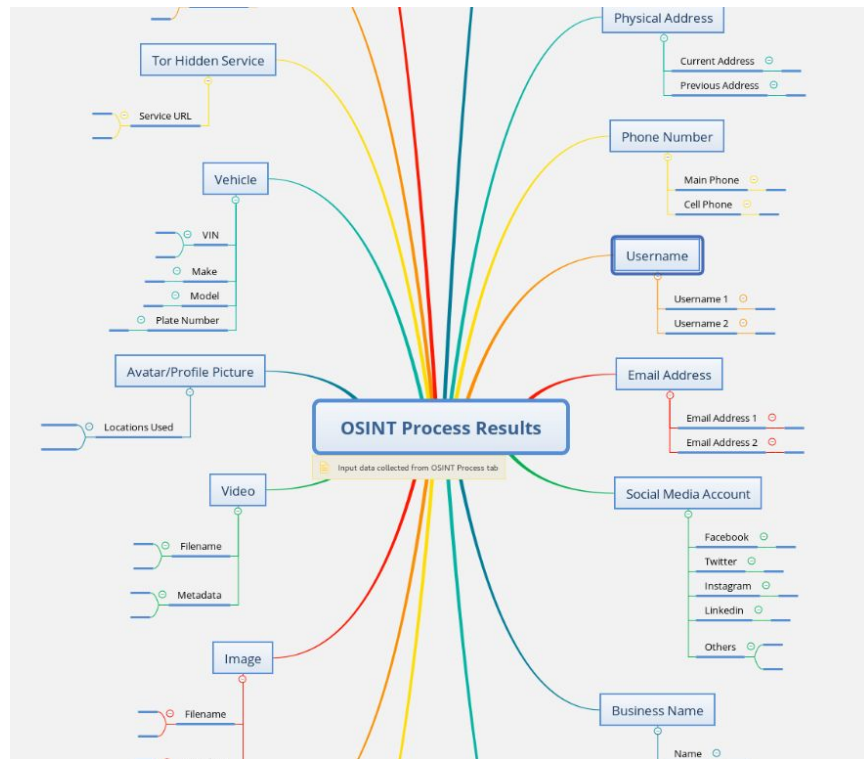 Tor Hidden Service
Service URL
Vehicle
VIN
Make
Model
Plate Number
Avatar/Profile Picture
Locations Used
Video
Filename
Metadata
Image
Filename
OSINT Process Results
Input data collected from OSINT Process tab
Physical Address
Current Address
Previous Address
Phone Number
Main Phone
Cell Phone
Username
Username 1
Username 2
Email Address
Email Address 1
Email Address 2
Social Media Account
Facebook
Twitter
Instagram
Linkedin
Others
Business Name
Name